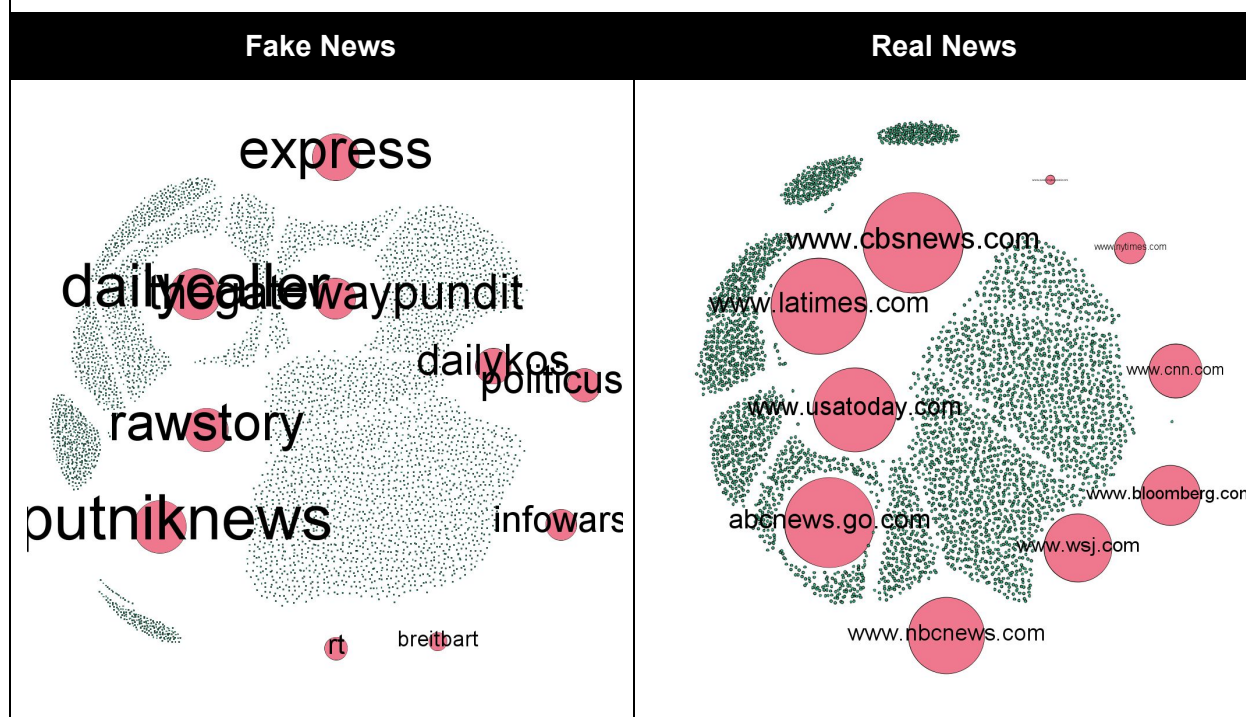 Fake News
express
dailycaller
thegatewaypundit
dailykos
politicus
rawstory
putniknews
infowars
rt
breitbart
Real News
www.nytimes.com
www.cbsnews.com
www.latimes.com
www.cnn.com
www.usatoday.com
www.bloomberg.com
abcnews.go.com
www.wsj.com
www.nbcnews.com